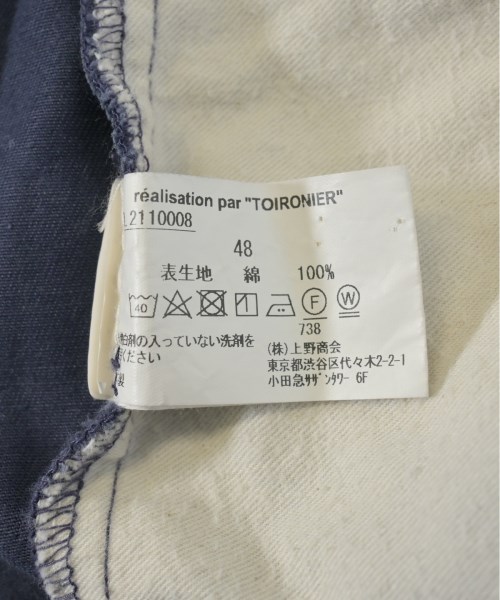 réalisation par "TOIRONIER"
L2110008
48
表生地 綿 100%
40 F W
738
白剤の入っていない洗剤を
ください
(株)上野商会
東京都渋谷区代々木2-2-1
小田急ｻｻﾞﾝﾀﾜｰ 6F
製